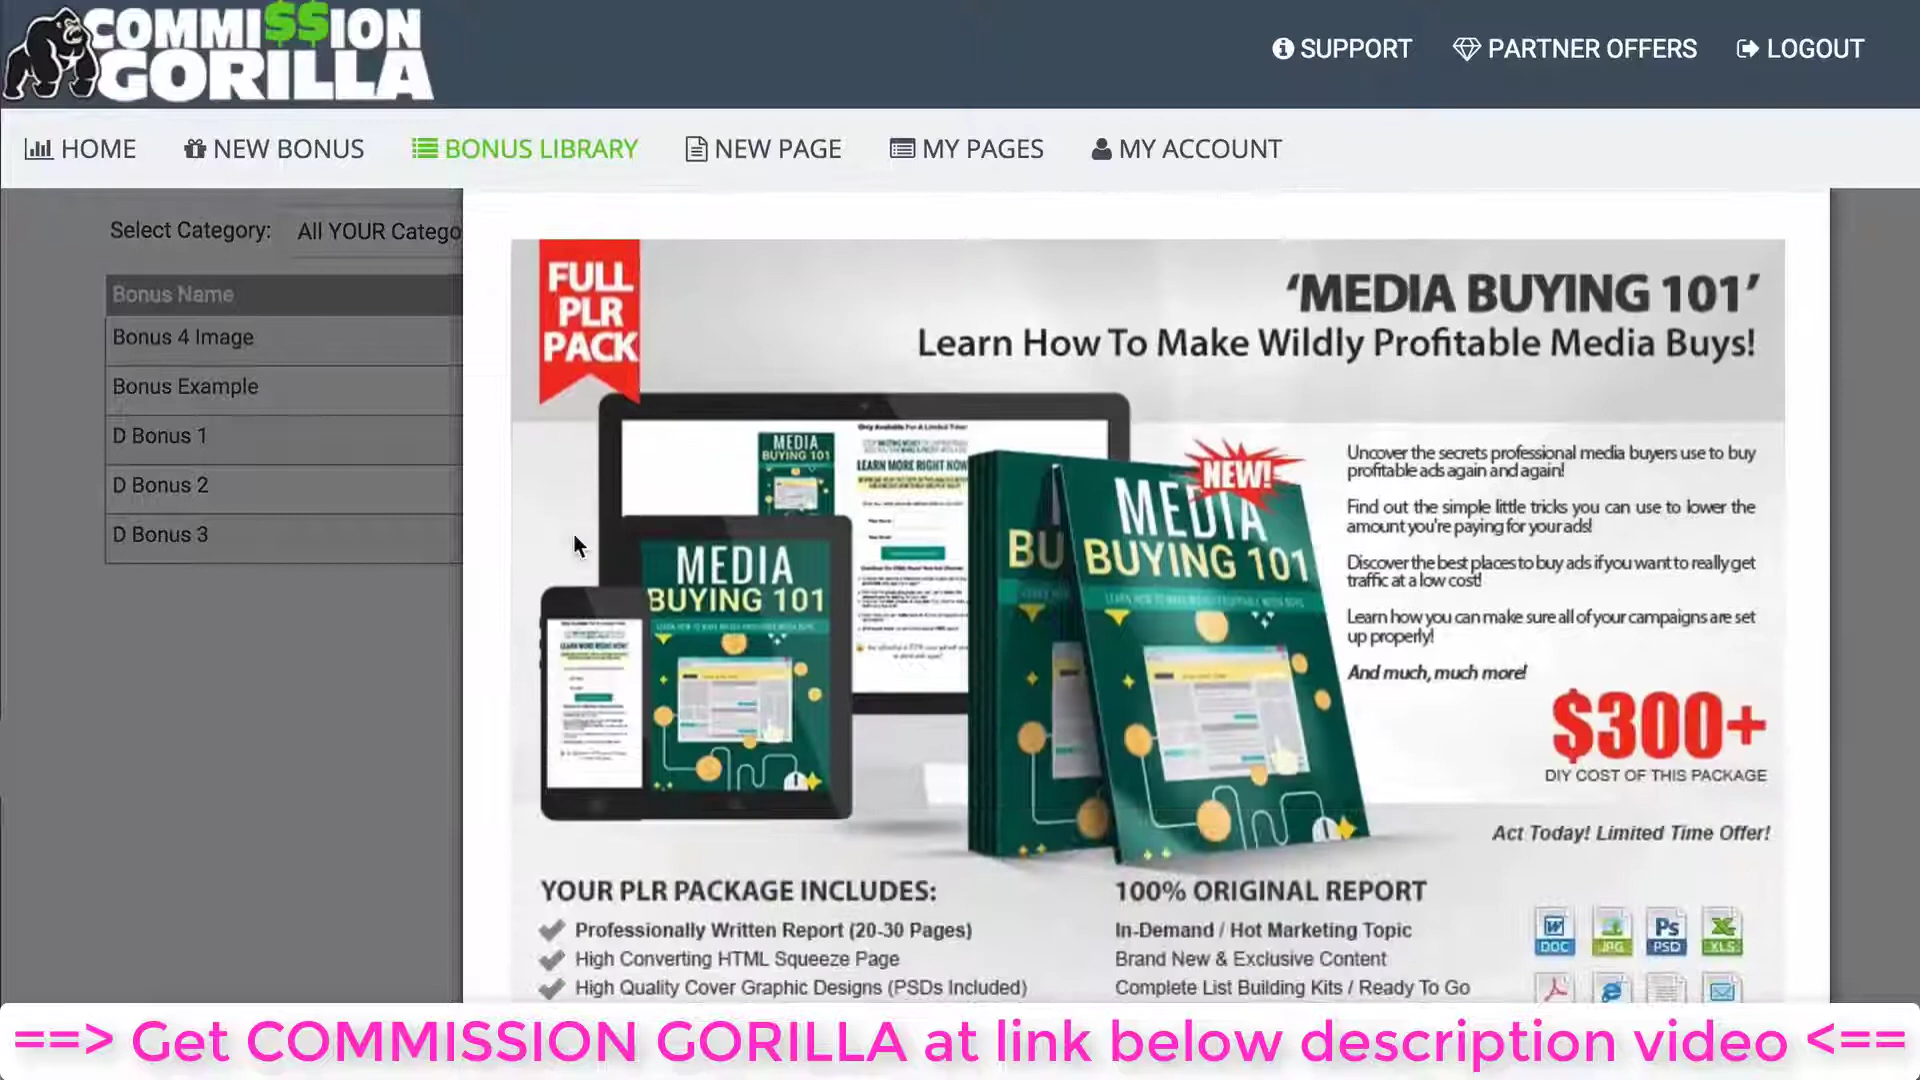 COMMI$$ION
GORILLA
SUPPORT
PARTNER OFFERS
LOGOUT
HOME
NEW BONUS
BONUS LIBRARY
NEW PAGE
MY PAGES
MY ACCOUNT
Select Category:
All YOUR Catego
Bonus Name
Bonus 4 Image
Bonus Example
D Bonus 1
D Bonus 2
D Bonus 3
FULL
PLR
PACK
‘MEDIA BUYING 101’
Learn How To Make Wildly Profitable Media Buys!
MEDIA
BUYING 101
LEARN MORE RIGHT NOW
MEDIA
BUYING 101
BU
NEW!
MEDIA
BUYING 101
Uncover the secrets professional media buyers use to buy
profitable ads again and again!
Find out the simple little tricks you can use to lower the
amount you're paying for your ads!
Discover the best places to buy ads if you want to really get
traffic at a low cost!
Learn how you can make sure all of your campaigns are set
up properly!
And much, much more!
$300+
DIY COST OF THIS PACKAGE
Act Today! Limited Time Offer!
YOUR PLR PACKAGE INCLUDES:
Professionally Written Report (20-30 Pages)
High Converting HTML Squeeze Page
High Quality Cover Graphic Designs (PSDs Included)
100% ORIGINAL REPORT
In-Demand / Hot Marketing Topic
Brand New & Exclusive Content
Complete List Building Kits / Ready To Go
DOC
JPG
Ps
PSD
XLS
==> Get COMMISSION GORILLA at link below description video <==